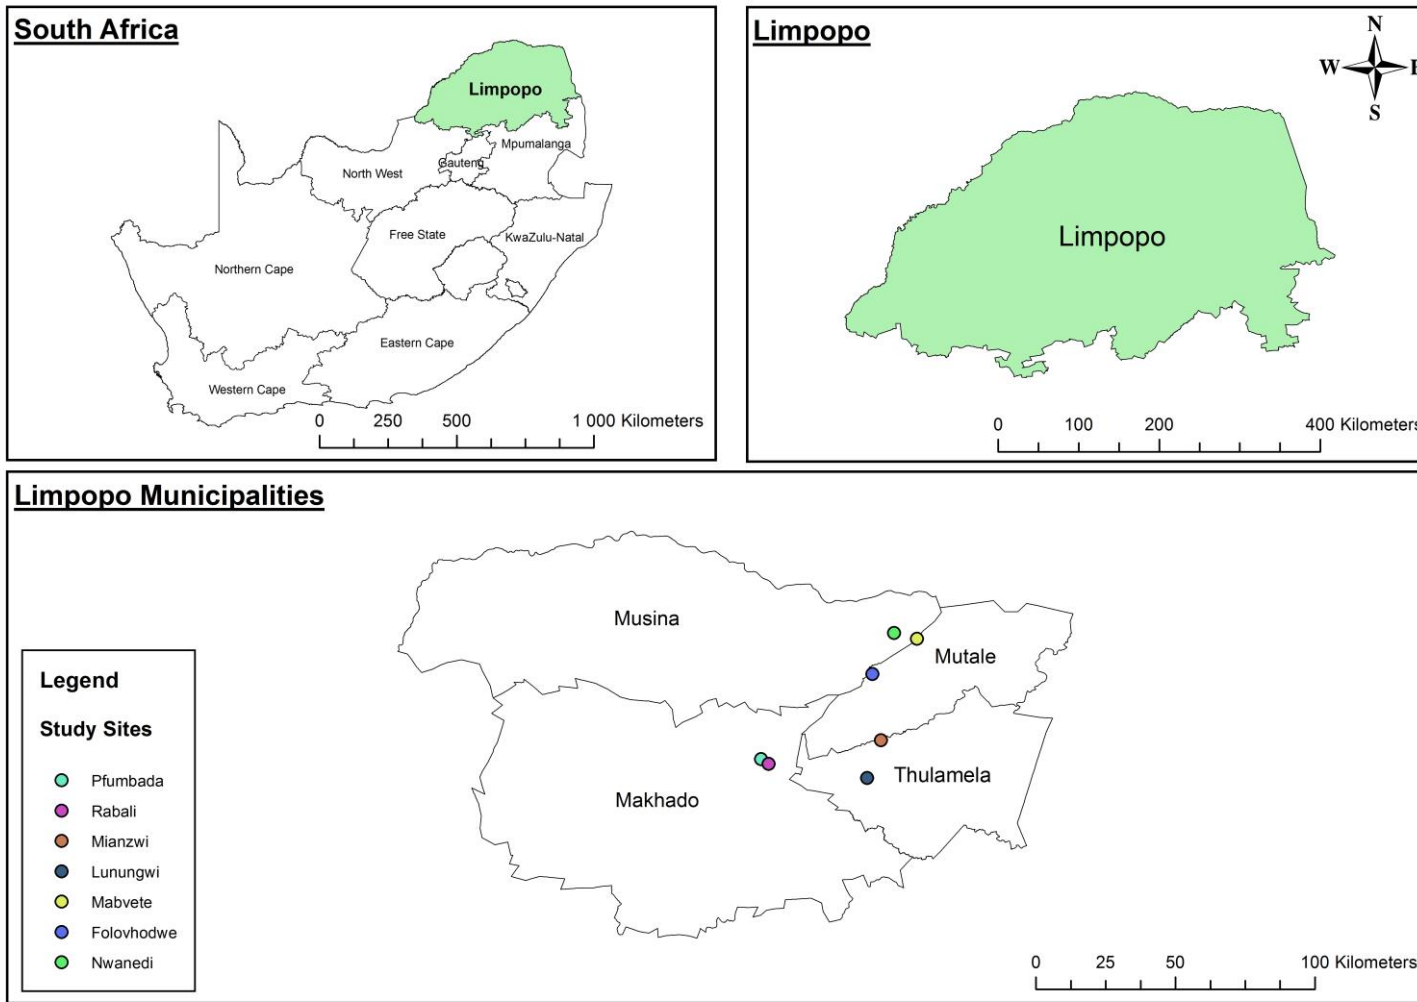 South Africa
Limpopo
Mpumalanga
Gauteng
North West
Free State
KwaZulu-Natal
Northern Cape
Eastern Cape
Western Cape
0 250 500 1 000 Kilometers
Limpopo
N
W E
S
Limpopo
0 100 200 400 Kilometers
Limpopo Municipalities
Musina
Mutale
Thulamela
Makhado
Legend
Study Sites
Pfumbada
Rabali
Mianzwi
Lunungwi
Mabvete
Folovhodwe
Nwanedi
0 25 50 100 Kilometers